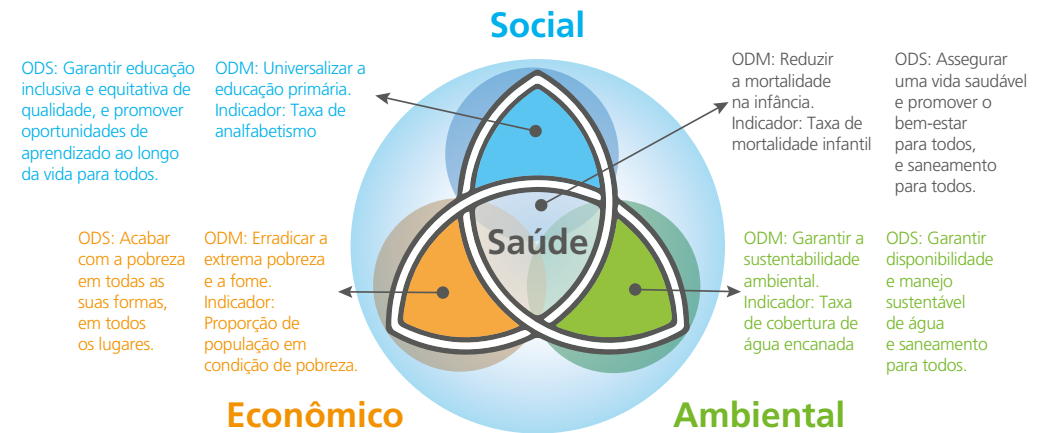 Social
ODS: Garantir educação
inclusiva e equitativa de
qualidade, e promover
oportunidades de
aprendizado ao longo
da vida para todos.
ODM: Universalizar a
educação primária.
Indicador: Taxa de
analfabetismo
ODM: Reduzir
a mortalidade
na infância.
Indicador: Taxa de
mortalidade infantil
ODS: Assegurar
uma vida saudável
e promover o
bem-estar
para todos,
e saneamento
para todos.
Saúde
ODS: Acabar
com a pobreza
em todas as
suas formas,
em todos
os lugares.
ODM: Erradicar a
extrema pobreza
e a fome.
Indicador:
Proporção de
população em
condição de pobreza.
ODM: Garantir a
sustentabilidade
ambiental.
Indicador: Taxa
de cobertura de
água encanada
ODS: Garantir
disponibilidade
e manejo
sustentável
de água
e saneamento
para todos.
Econômico
Ambiental